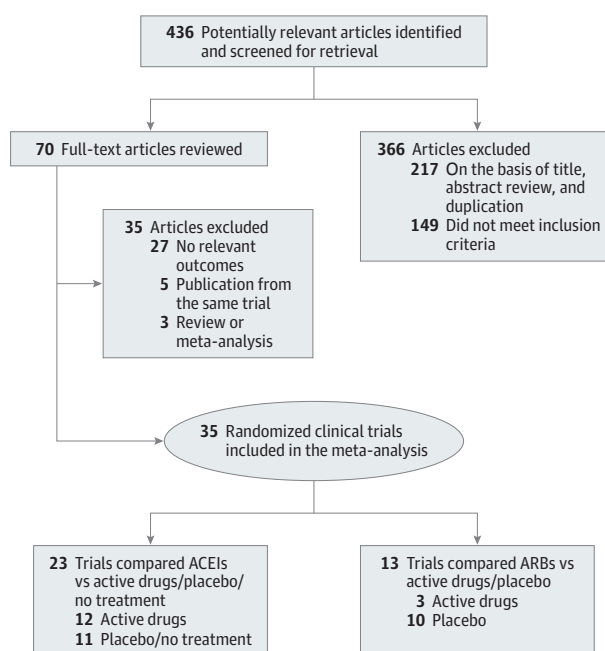 436 Potentially relevant articles identified
and screened for retrieval
70 Full-text articles reviewed
366 Articles excluded
217 On the basis of title,
abstract review, and
duplication
149 Did not meet inclusion
criteria
35 Articles excluded
27 No relevant
outcomes
5 Publication from
the same trial
3 Review or
meta-analysis
35 Randomized clinical trials
included in the meta-analysis
23 Trials compared ACEIs
vs active drugs/placebo/
no treatment
12 Active drugs
11 Placebo/no treatment
13 Trials compared ARBs vs
active drugs/placebo
3 Active drugs
10 Placebo